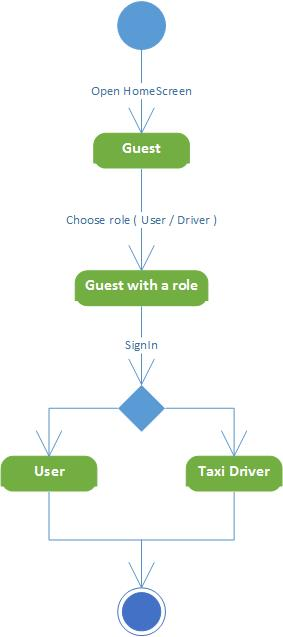 Open HomeScreen
Guest
Choose role ( User / Driver )
Guest with a role
SignIn
User
Taxi Driver